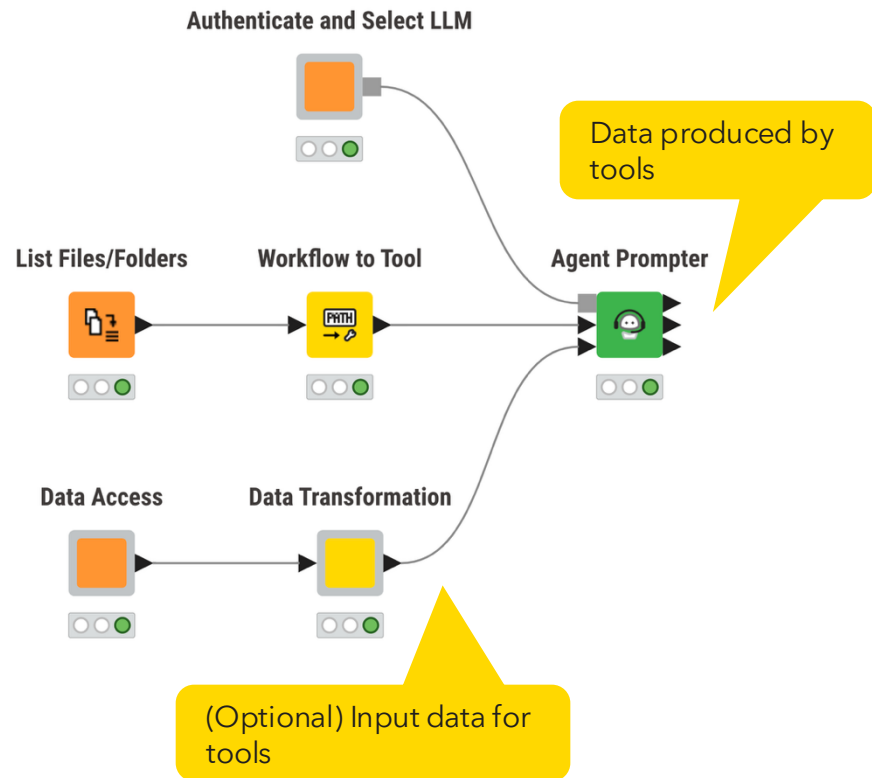 Authenticate and Select LLM
Data produced by
tools
List Files/Folders
Workflow to Tool
Agent Prompter
PATH
Data Access
Data Transformation
(Optional) Input data for
tools